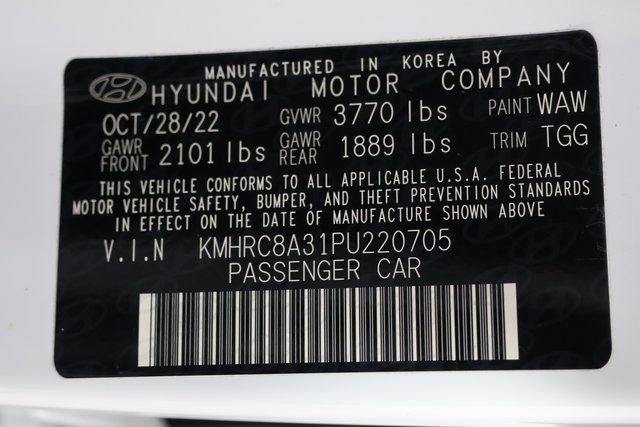 MANUFACTURED IN KOREA BY
HYUNDAI MOTOR COMPANY
OCT/28/22 GVWR 3770 lbs PAINT WAW
GAWR FRONT 2101 lbs GAWR REAR 1889 lbs TRIM TGG
THIS VEHICLE CONFORMS TO ALL APPLICABLE U.S.A. FEDERAL
MOTOR VEHICLE SAFETY, BUMPER, AND THEFT PREVENTION STANDARDS
IN EFFECT ON THE DATE OF MANUFACTURE SHOWN ABOVE
V.I.N KMHRC8A31PU220705
PASSENGER CAR